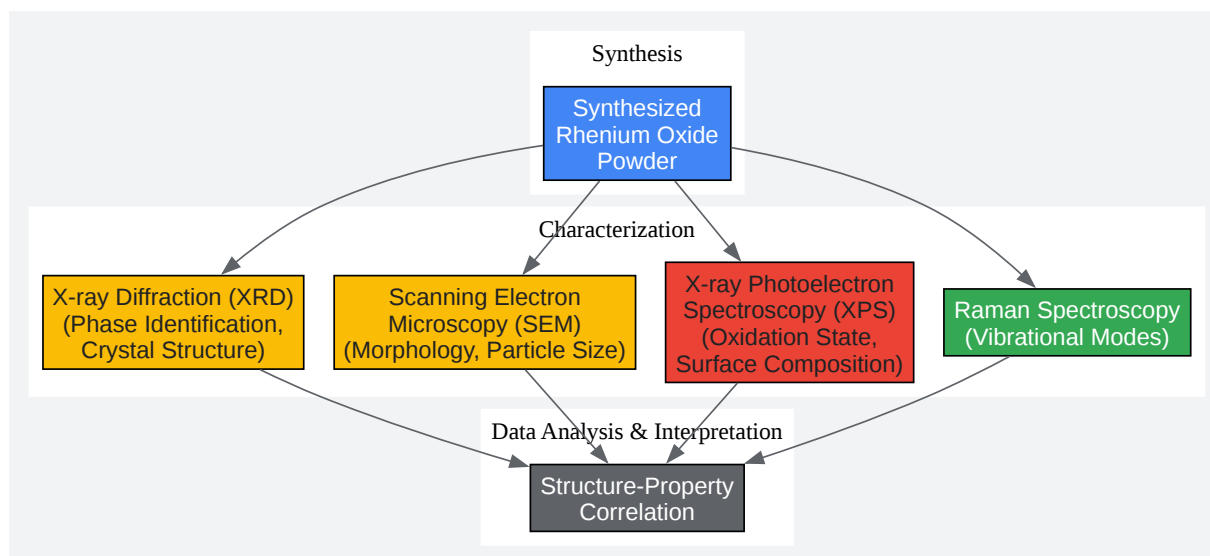 Synthesis
Synthesized
Rhenium Oxide
Powder
Characterization
X-ray Diffraction (XRD)
(Phase Identification,
Crystal Structure)
Scanning Electron
Microscopy (SEM)
(Morphology, Particle Size)
X-ray Photoelectron
Spectroscopy (XPS)
(Oxidation State,
Surface Composition)
Raman Spectroscopy
(Vibrational Modes)
Data Analysis & Interpretation
Structure-Property
Correlation